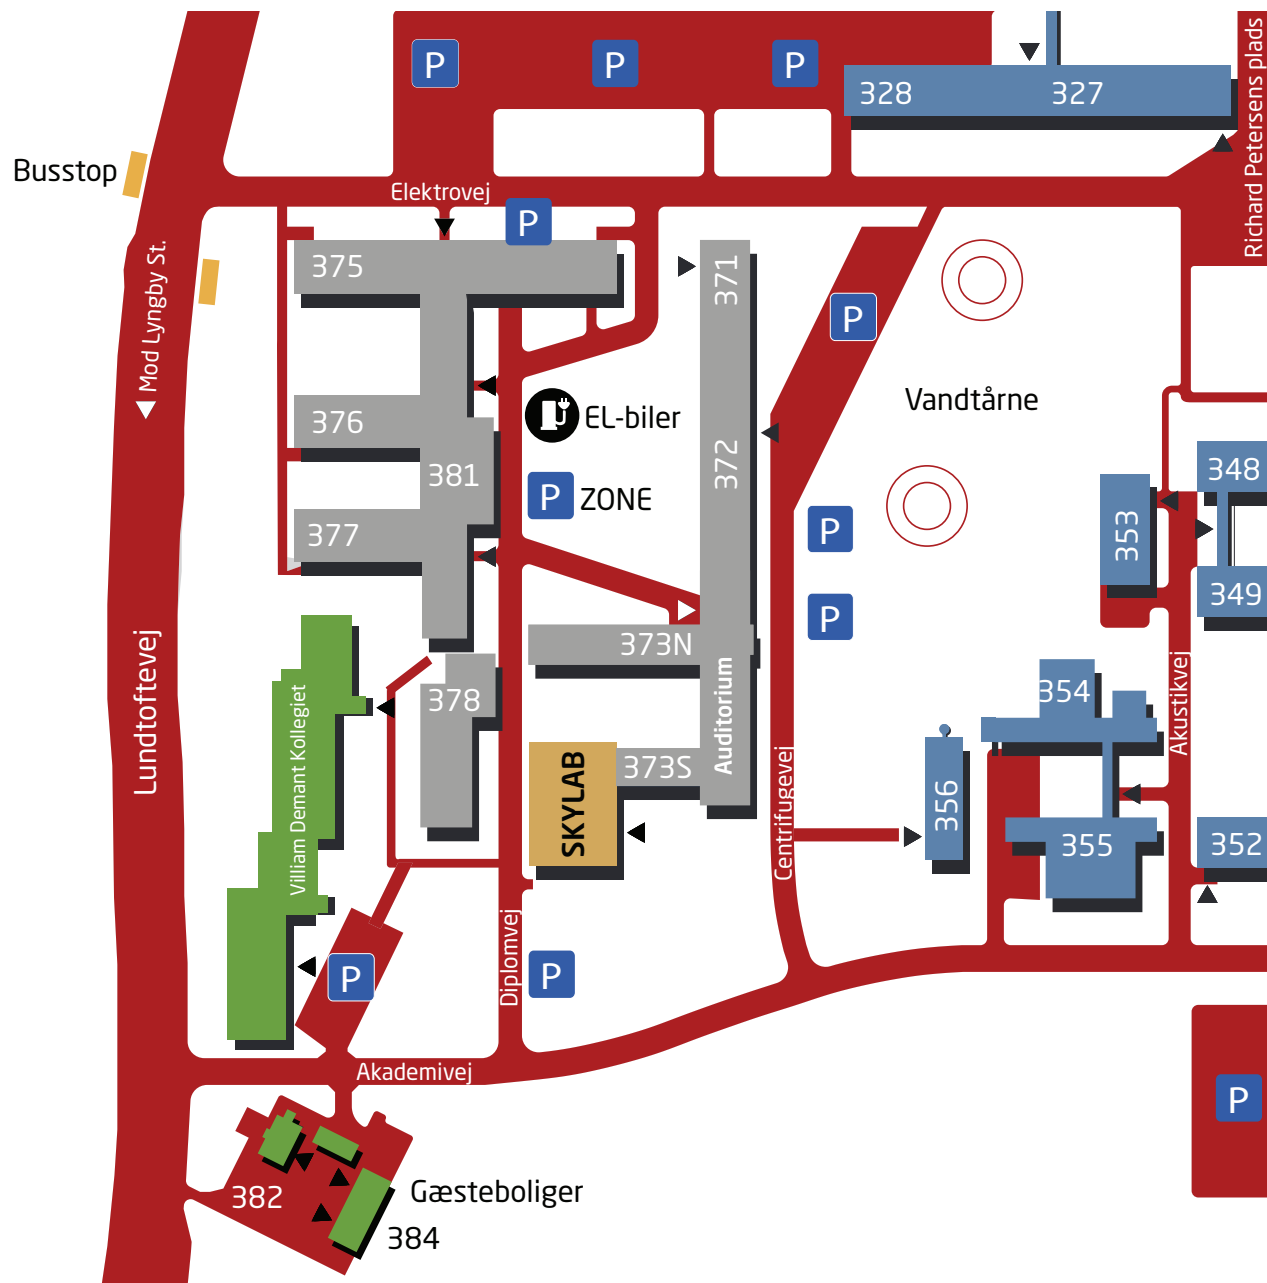 P
P
P
328
327
Richard Petersens plads
Busstop
Elektrovej
P
375
371
Mod Lyngby St.
P
Vandtårne
376
EL-biler
372
381
348
P ZONE
377
P
353
349
P
373N
Lundtoftevej
Villiam Demant Kollegiet
378
Auditorium
354
Akustikvej
373S
SKYLAB
Centrifugevej
356
355
352
Diplomvej
P
P
Akademivej
P
382
Gæsteboliger
384